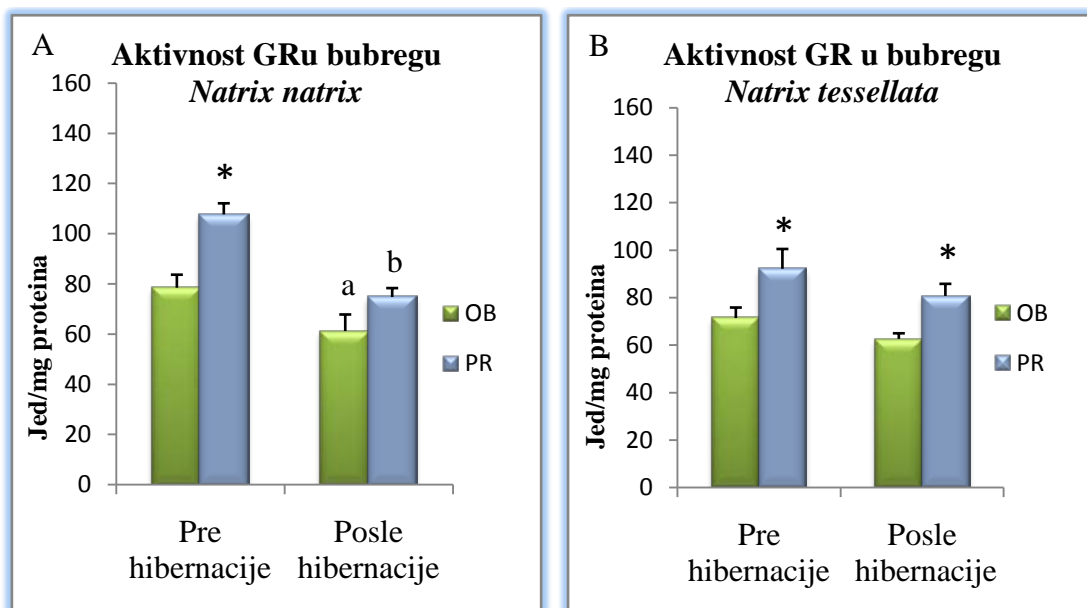 A
Aktivnost GRu bubregu
Natrix natrix
160
140
120
100
80
60
40
20
0
Jed/mg proteina
*
a
b
OB
PR
Pre
hibernacije
Posle
hibernacije
B
Aktivnost GR u bubregu
Natrix tessellata
160
140
120
100
80
60
40
20
0
Jed/mg proteina
*
*
OB
PR
Pre
hibernacije
Posle
hibernacije